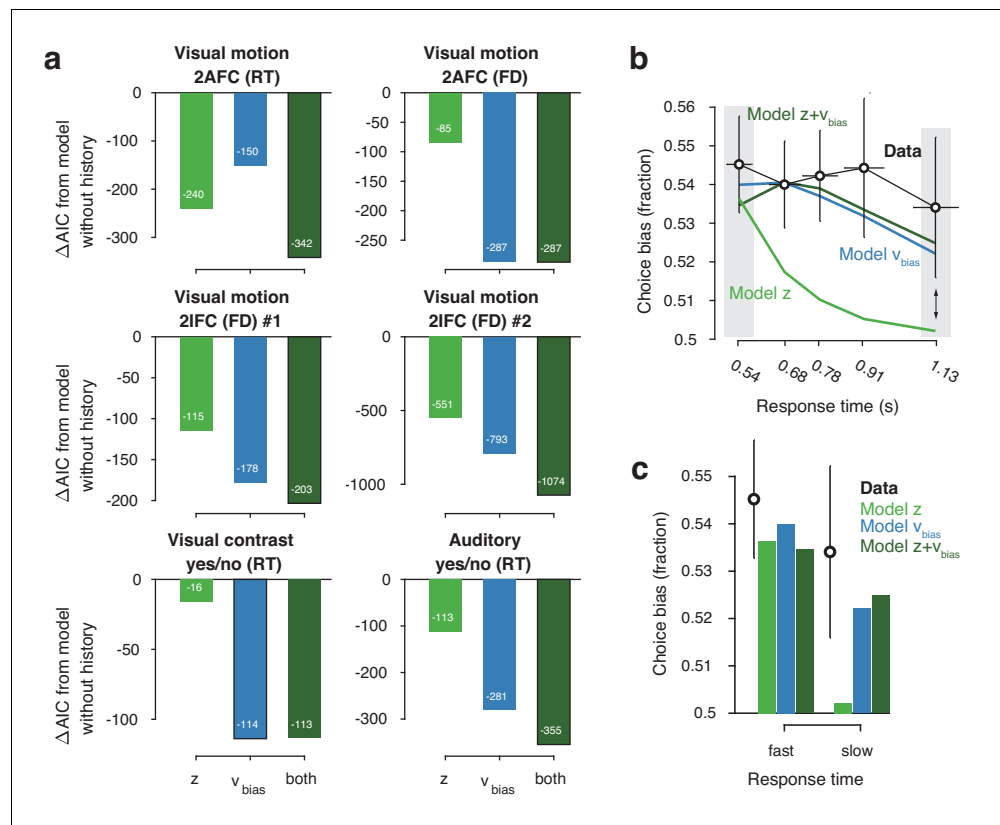 a
Visual motion
2AFC (RT)
ΔAIC from model
without history
0
-100
-200
-300
-240
-150
-342
Visual motion
2AFC (FD)
0
-50
-100
-150
-200
-250
-85
-287
-287
Visual motion
2IFC (FD) #1
ΔAIC from model
without history
0
-50
-100
-150
-200
-115
-178
-203
Visual motion
2IFC (FD) #2
0
-500
-1000
-551
-793
-1074
Visual contrast
yes/no (RT)
ΔAIC from model
without history
0
-50
-100
-16
-114
-113
z
v bias
both
Auditory
yes/no (RT)
0
-100
-200
-300
-113
-281
-355
z
v bias
both
b
Choice bias (fraction)
0.56
0.55
0.54
0.53
0.52
0.51
0.5
Model z+v bias
Data
Model v bias
Model z
0.54
0.68
0.78
0.91
1.13
Response time (s)
c
Choice bias (fraction)
0.55
0.54
0.53
0.52
0.51
0.5
Data
Model z
Model v bias
Model z+v bias
fast
slow
Response time